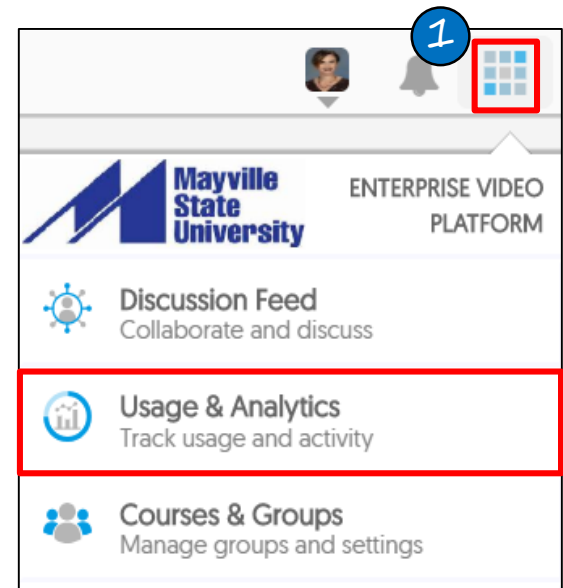 1
Mayville
State
University
ENTERPRISE VIDEO
PLATFORM
Discussion Feed
Collaborate and discuss
Usage & Analytics
Track usage and activity
Courses & Groups
Manage groups and settings